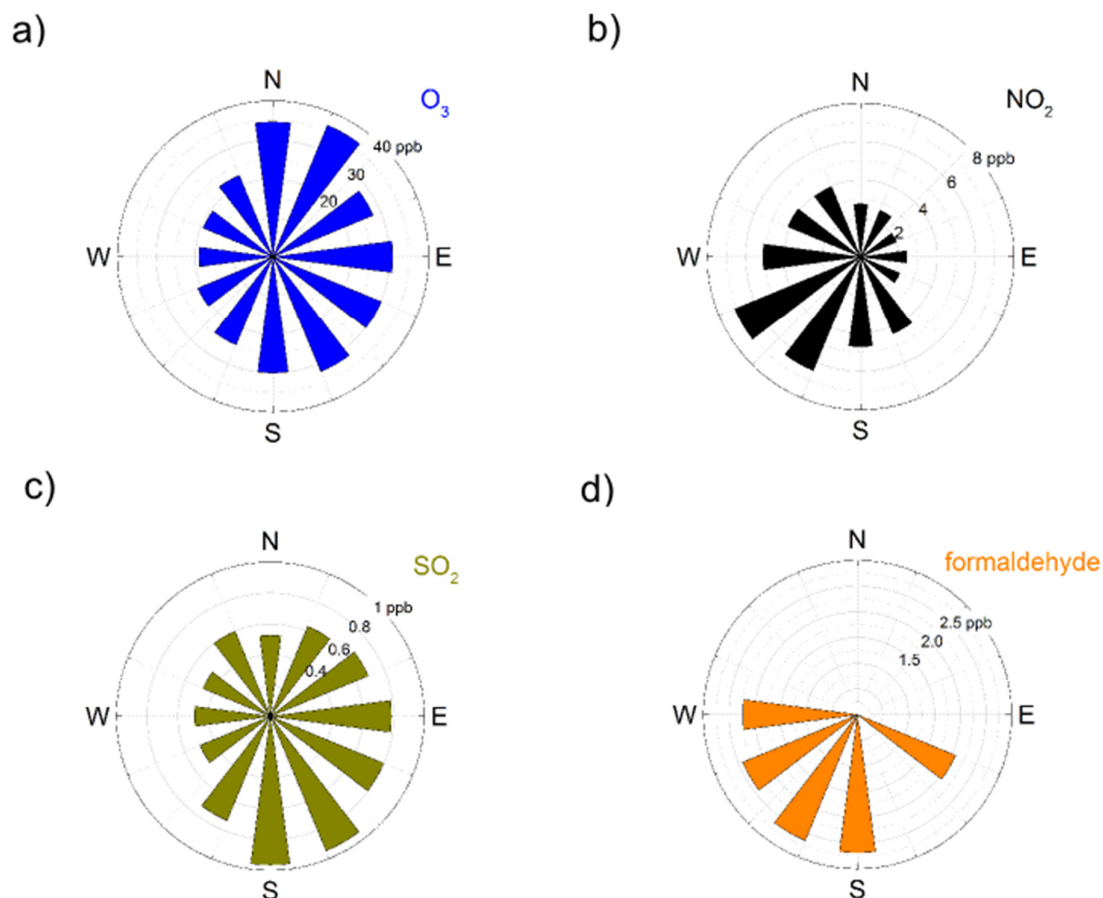 a)
N
O₃
40 ppb
30
20
W
E
S
b)
N
NO₂
8 ppb
6
4
2
W
E
S
c)
N
SO₂
1 ppb
0.8
0.6
0.4
W
E
S
d)
N
formaldehyde
2.5 ppb
2.0
1.5
W
E
S